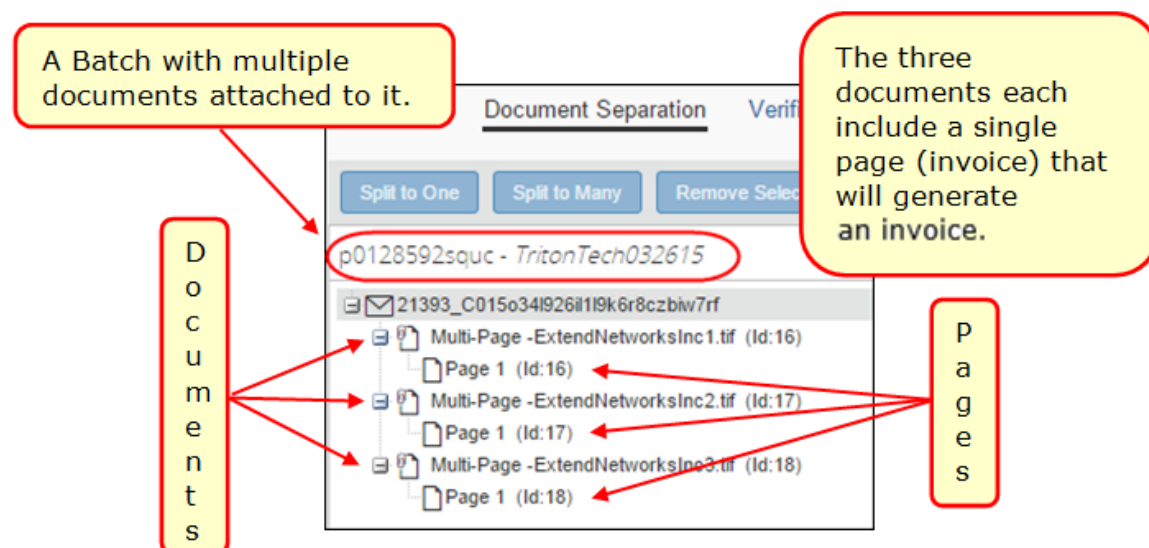 A Batch with multiple
documents attached to it.
The three
documents each
include a single
page (invoice) that
will generate
an invoice.
Document Separation Verifi
Split to One Split to Many Remove Selec
p0128592squc - TritonTech032615
Multi-Page -ExtendNetworksInc1.tif (Id:16)
Page 1 (Id:16)
Multi-Page -ExtendNetworksInc2.tif (Id:17)
Page 1 (Id:17)
Multi-Page -ExtendNetworksInc3.tif (Id:18)
Page 1 (Id:18)
Documents
Pages